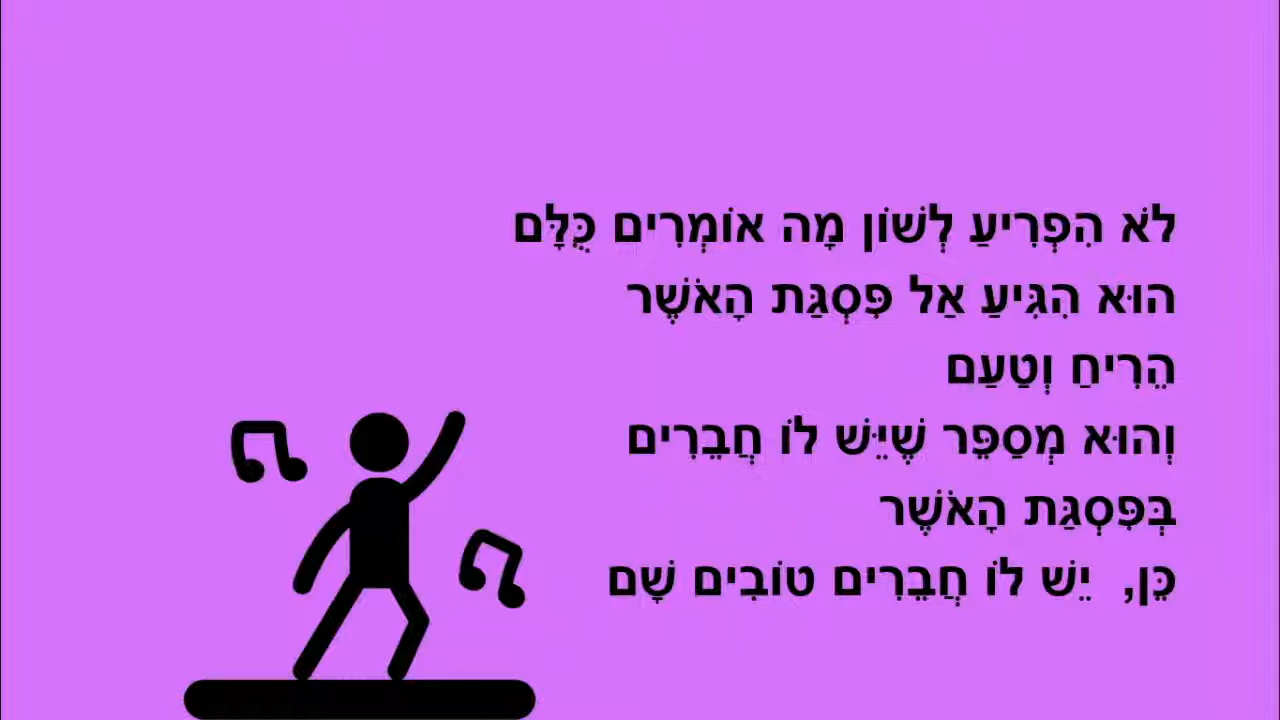 לֹא הִפְרִיעַ לְשׁוֹן מָה אוֹמְרִים כֻּלָּם
הוּא הִגִּיעַ אַל פִּסְגַּת הָאֹשֶׁר
הֵרִיחַ וְטַעַם
וְהוּא מְסַפֵּר שֶׁיֵּשׁ לוֹ חֲבֵרִים
בְּפִסְגַּת הָאֹשֶׁר
כֵּן,  יֵשׁ לוֹ חֲבֵרִים טוֹבִים שָׁם